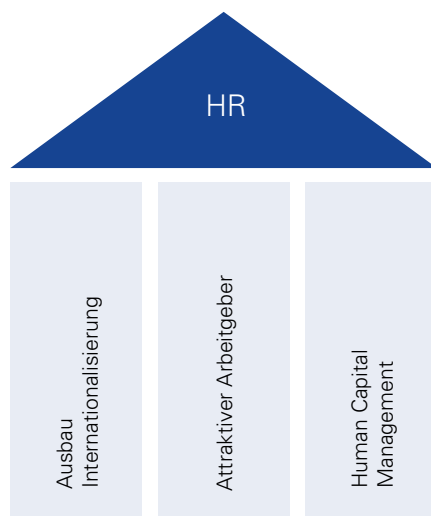 HR
Ausbau
Internationalisierung
Attraktiver Arbeitgeber
Human Capital
Management